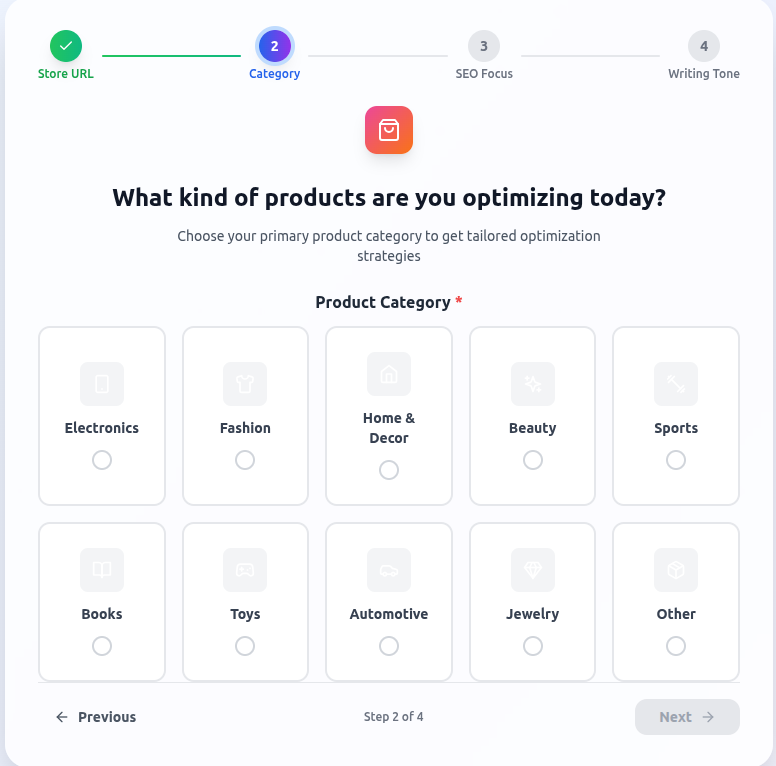 2
3
4
Store URL
Category
SEO Focus
Writing Tone
What kind of products are you optimizing today?
Choose your primary product category to get tailored optimization
strategies
Product Category *
Electronics
Fashion
Home &
Decor
Beauty
Sports
Books
Toys
Automotive
Jewelry
Other
Previous
Step 2 of 4
Next